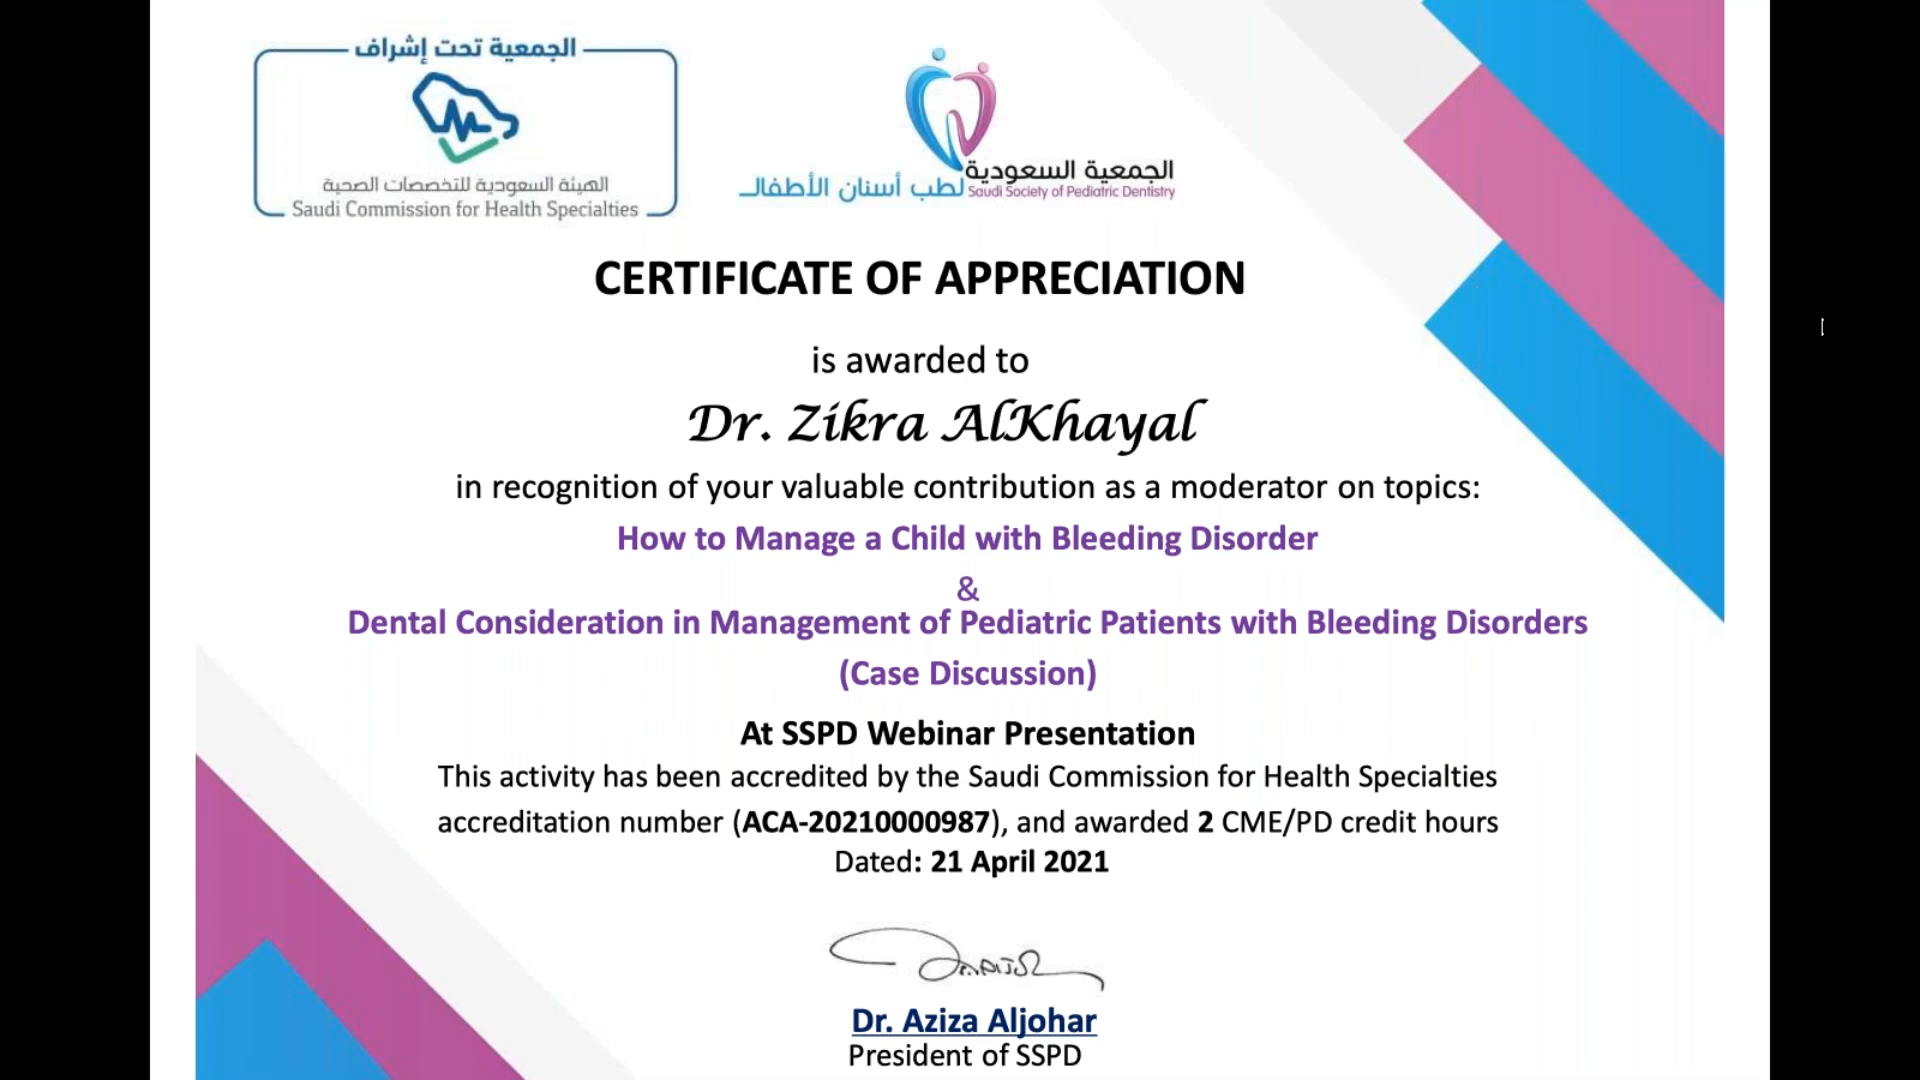 الجمعية تحت إشراف
الهيئة السعودية للتخصصات الصحية
Saudi Commission for Health Specialties
الجمعية السعودية
لطب أسنان الأطفال
Saudi Society of Pediatric Dentistry
CERTIFICATE OF APPRECIATION
is awarded to
Dr. Zikra AlKhayal
in recognition of your valuable contribution as a moderator on topics:
How to Manage a Child with Bleeding Disorder
&
Dental Consideration in Management of Pediatric Patients with Bleeding Disorders
(Case Discussion)
At SSPD Webinar Presentation
This activity has been accredited by the Saudi Commission for Health Specialties
accreditation number (ACA-20210000987), and awarded 2 CME/PD credit hours
Dated: 21 April 2021
Dr. Aziza Aljohar
President of SSPD